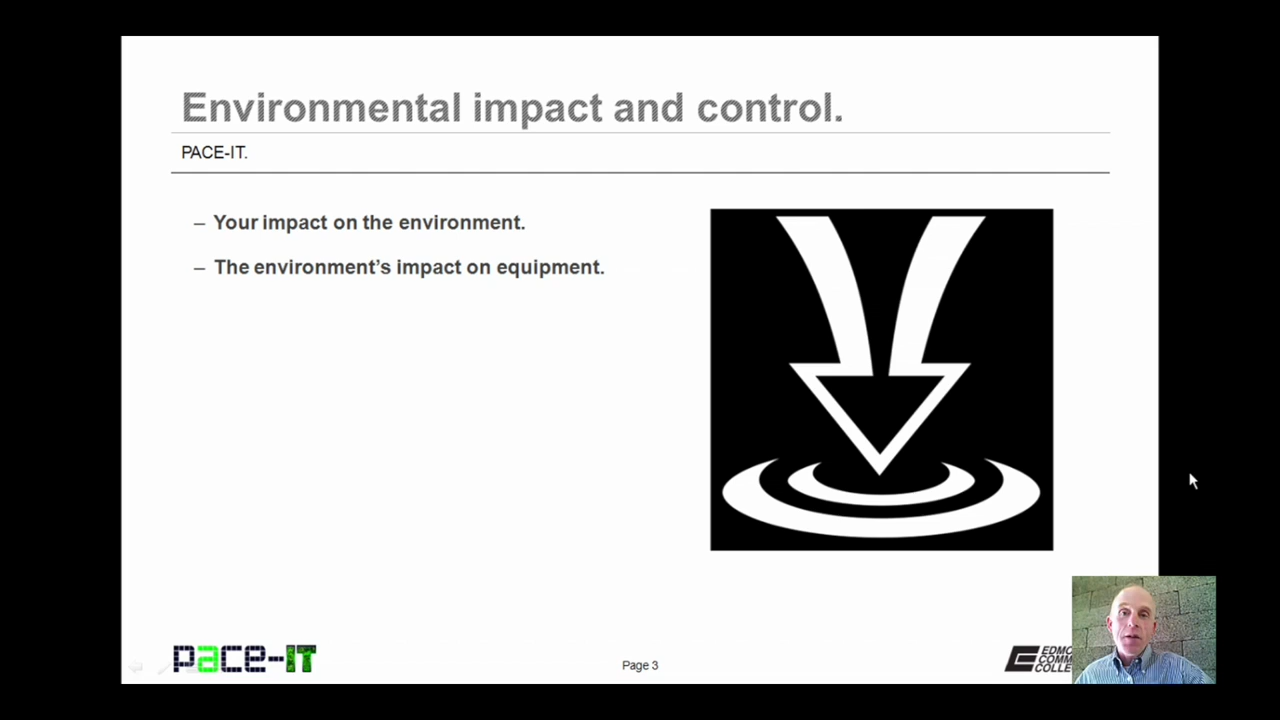 Environmental impact and control.
PACE-IT.
– Your impact on the environment.
– The environment's impact on equipment.
pace-IT
Page 3